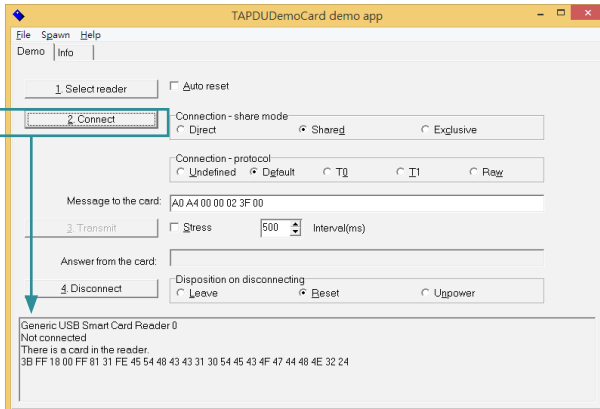 TAPDUDemoCard demo app
File Spawn Help
Demo Info
1. Select reader Auto reset
2. Connect Connection - share mode
Direct Shared Exclusive
Connection - protocol
Undefined Default T0 T1 Raw
Message to the card: A0 A4 00 00 02 3F 00
3. Transmit Stress 500 Interval(ms)
Answer from the card:
4. Disconnect Disposition on disconnecting
Leave Reset Unpower
Generic USB Smart Card Reader 0
Not connected
There is a card in the reader.
3B FF 18 00 FF 81 31 FE 45 54 48 43 43 31 30 54 45 43 4F 47 44 48 4E 32 24